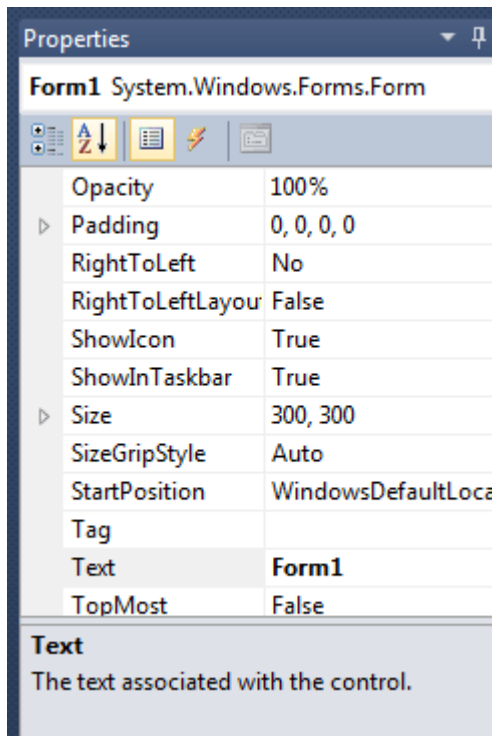 Properties
Form1 System.Windows.Forms.Form
A
Z
Opacity 100%
Padding 0, 0, 0, 0
RightToLeft No
RightToLeftLayou False
ShowIcon True
ShowInTaskbar True
Size 300, 300
SizeGripStyle Auto
StartPosition WindowsDefaultLoca
Tag
Text Form1
TopMost False
Text
The text associated with the control.